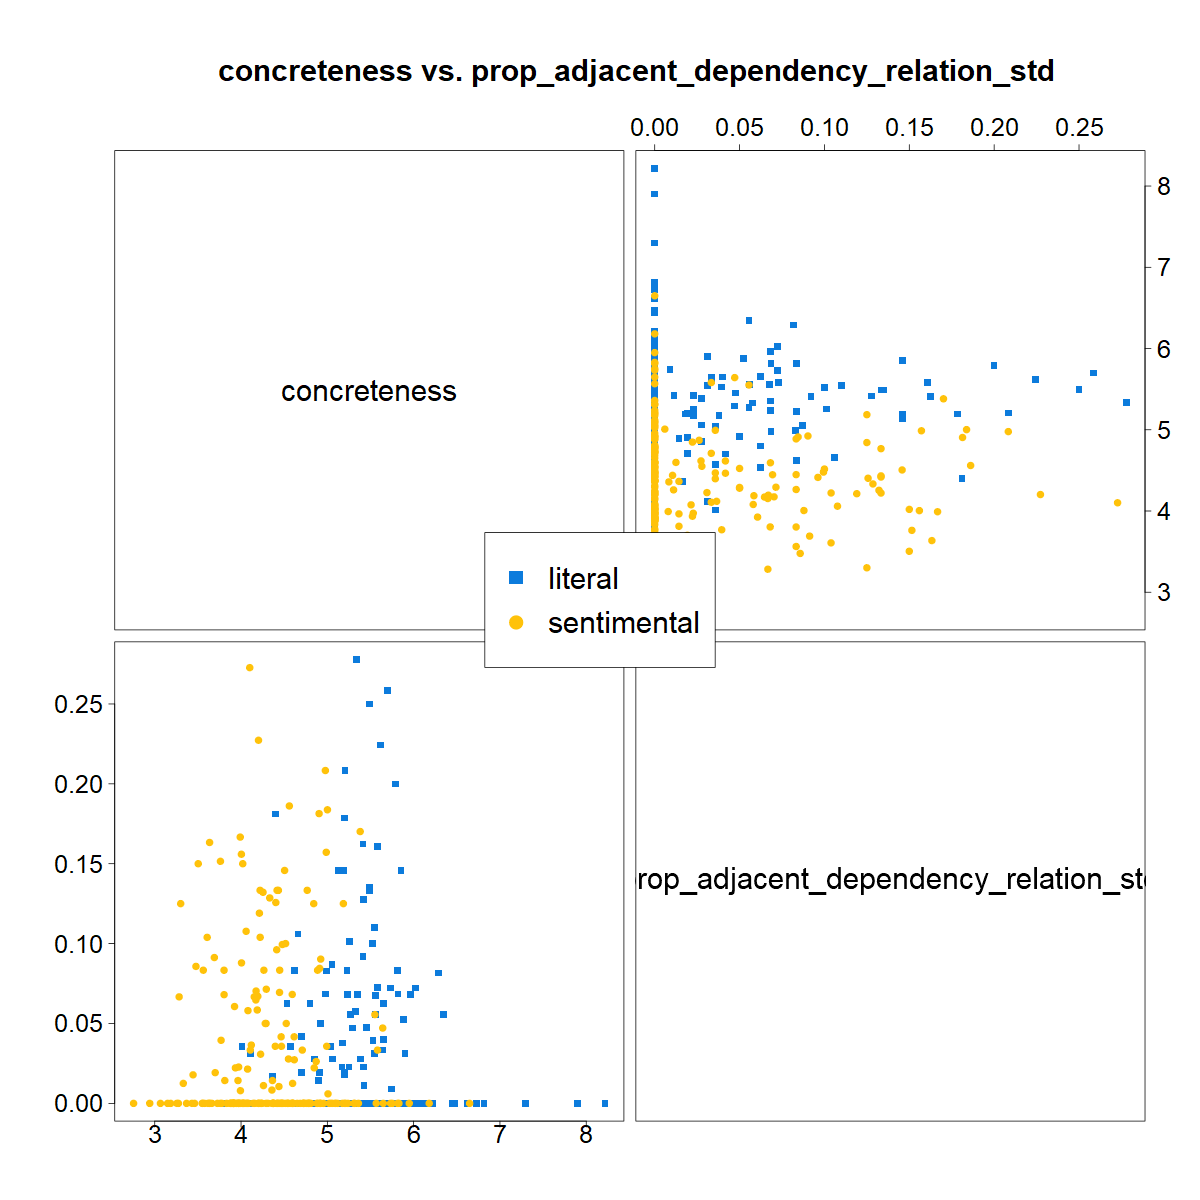 concreteness vs. prop_adjacent_dependency_relation_std
0.00 0.05 0.10 0.15 0.20 0.25
8
7
6
5
4
3
concreteness
literal
sentimental
0.25
0.20
0.15
0.10
0.05
0.00
rop_adjacent_dependency_relation_st
3 4 5 6 7 8